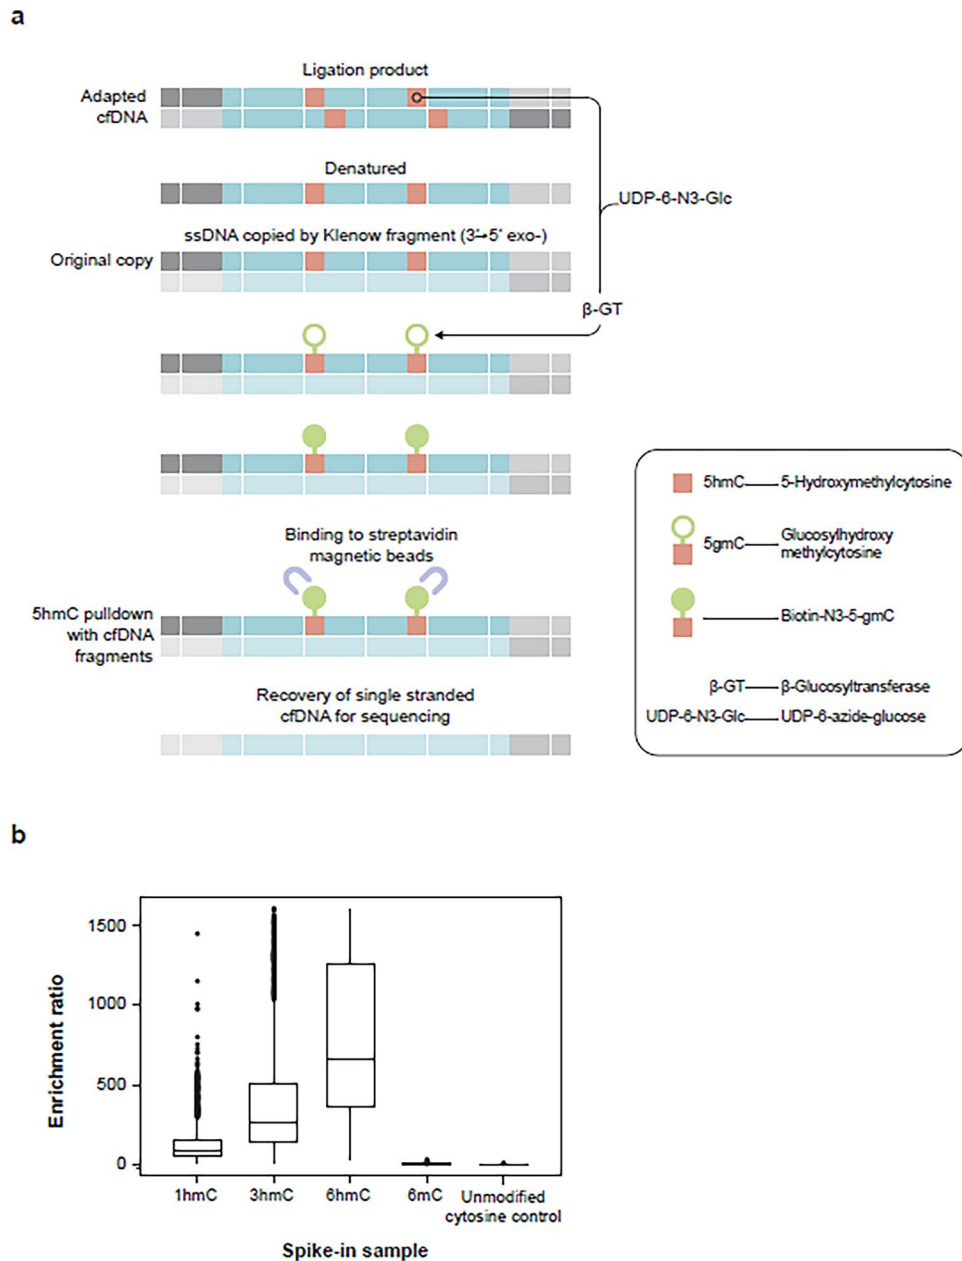 a
Ligation product
Adapted
cfDNA
Denatured
UDP-6-N3-Glc
ssDNA copied by Klenow fragment (3'→5' exo-)
Original copy
β-GT
Binding to streptavidin
magnetic beads
5hmC pulldown
with cfDNA
fragments
Recovery of single stranded
cfDNA for sequencing
5hmC 5-Hydroxymethylcytosine
5gmC Glucosylhydroxy
methylcytosine
Biotin-N3-5-gmC
β-GT β-Glucosyltransferase
UDP-6-N3-Glc UDP-6-azide-glucose
b
Enrichment ratio
1500
1000
500
0
1hmC 3hmC 6hmC 6mC Unmodified
cytosine control
Spike-in sample